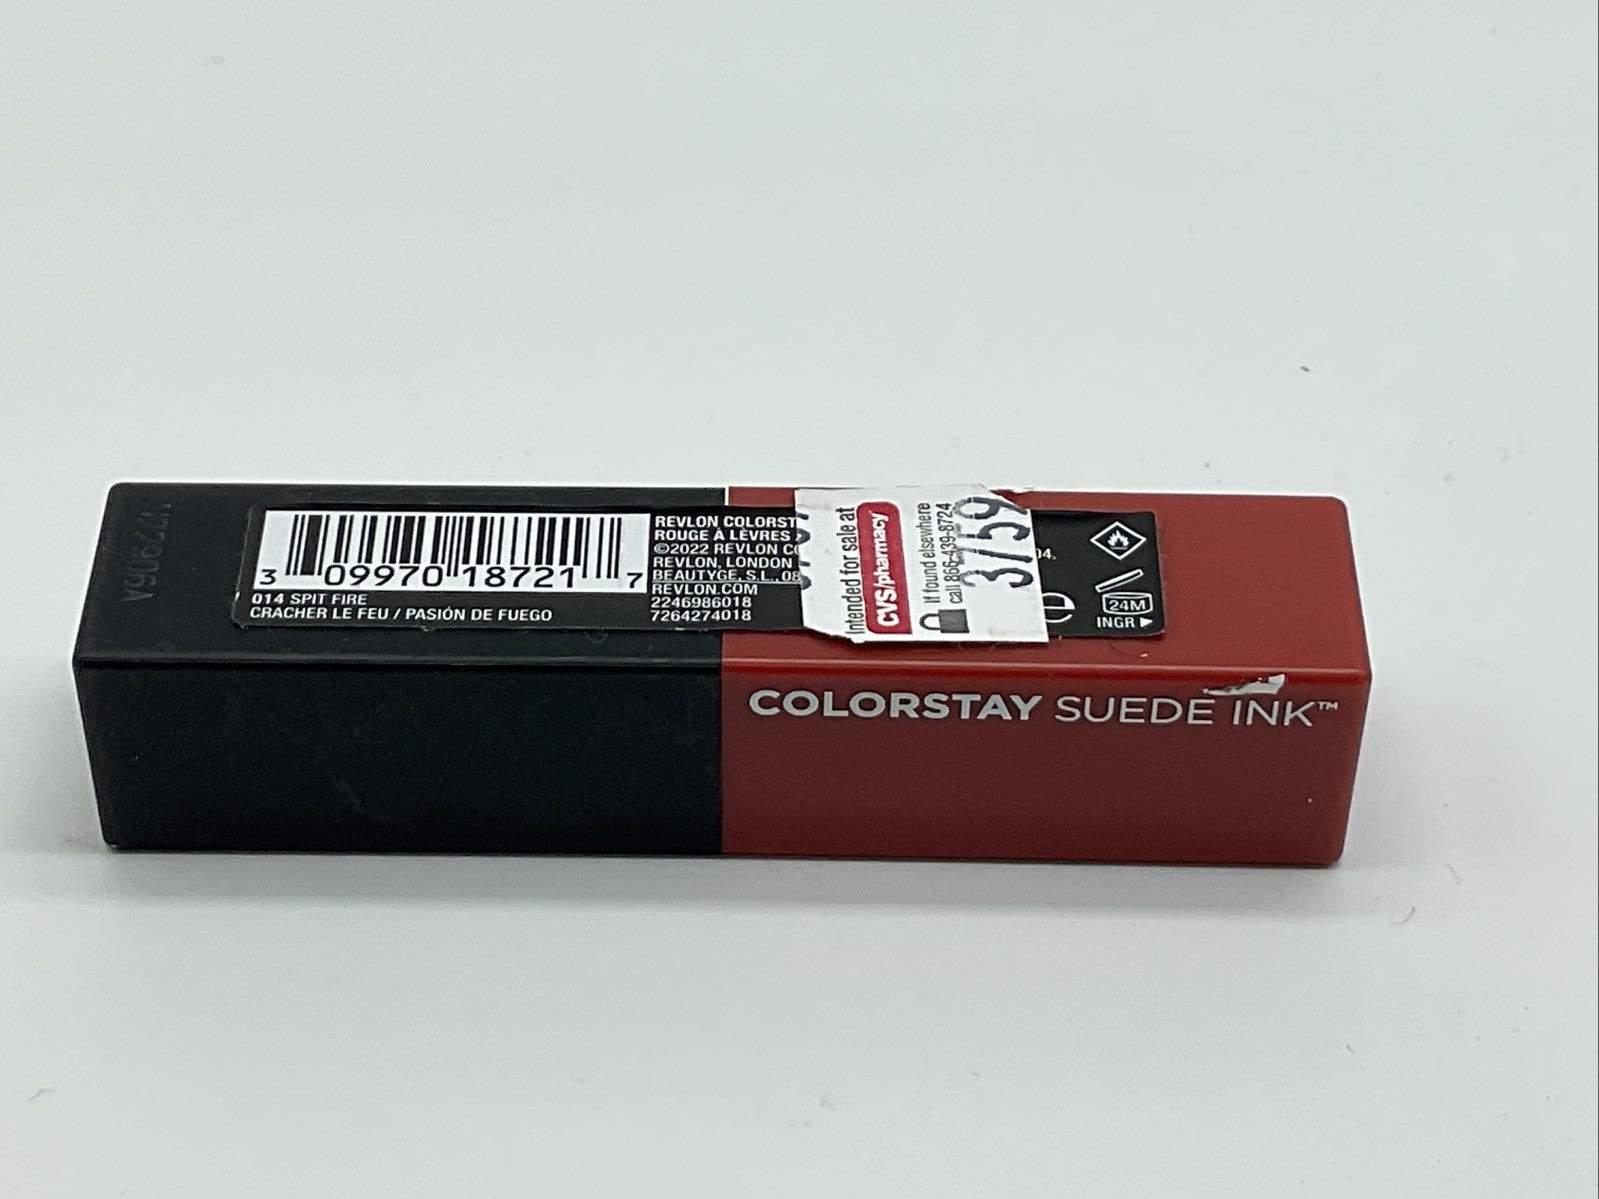 3 09970 18721 7
014 SPIT FIRE
CRACHER LE FEU / PASIÓN DE FUEGO
REVLON COLORST
ROUGE À LÈVRES
©2022 REVLON CO
REVLON, LONDON
BEAUTYGE, S.L., 08
REVLON.COM
2246986018
7264274018
Intended for sale at
CVS/pharmacy
If found elsewhere
call 866-439-8724
04.
24M
INGR
COLORSTAY SUEDE INK™